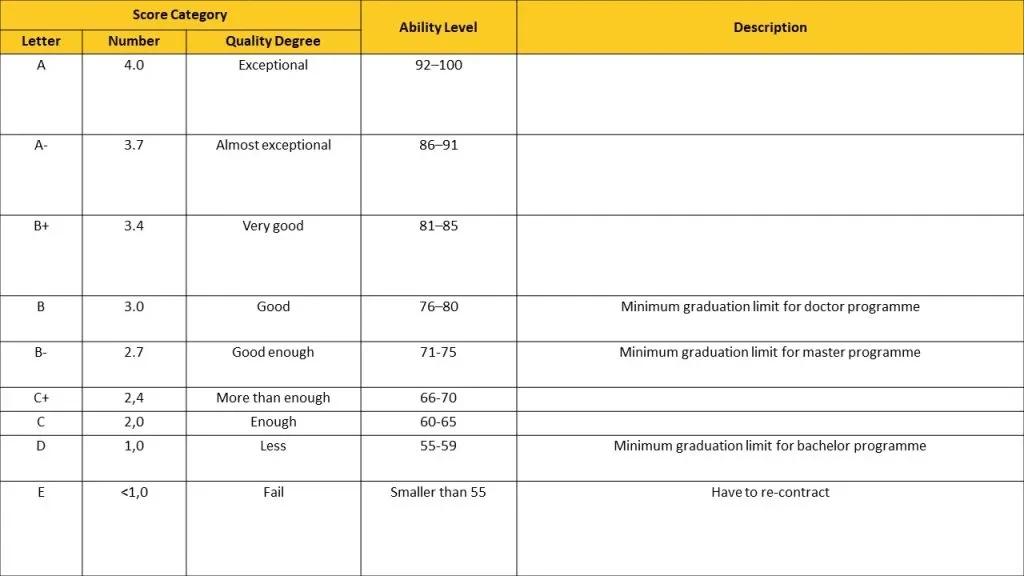 Score Category Ability Level Description
Letter Number Quality Degree
A 4.0 Exceptional 92–100
A- 3.7 Almost exceptional 86–91
B+ 3.4 Very good 81–85
B 3.0 Good 76–80 Minimum graduation limit for doctor programme
B- 2.7 Good enough 71-75 Minimum graduation limit for master programme
C+ 2,4 More than enough 66-70
C 2,0 Enough 60-65
D 1,0 Less 55-59 Minimum graduation limit for bachelor programme
E <1,0 Fail Smaller than 55 Have to re-contract